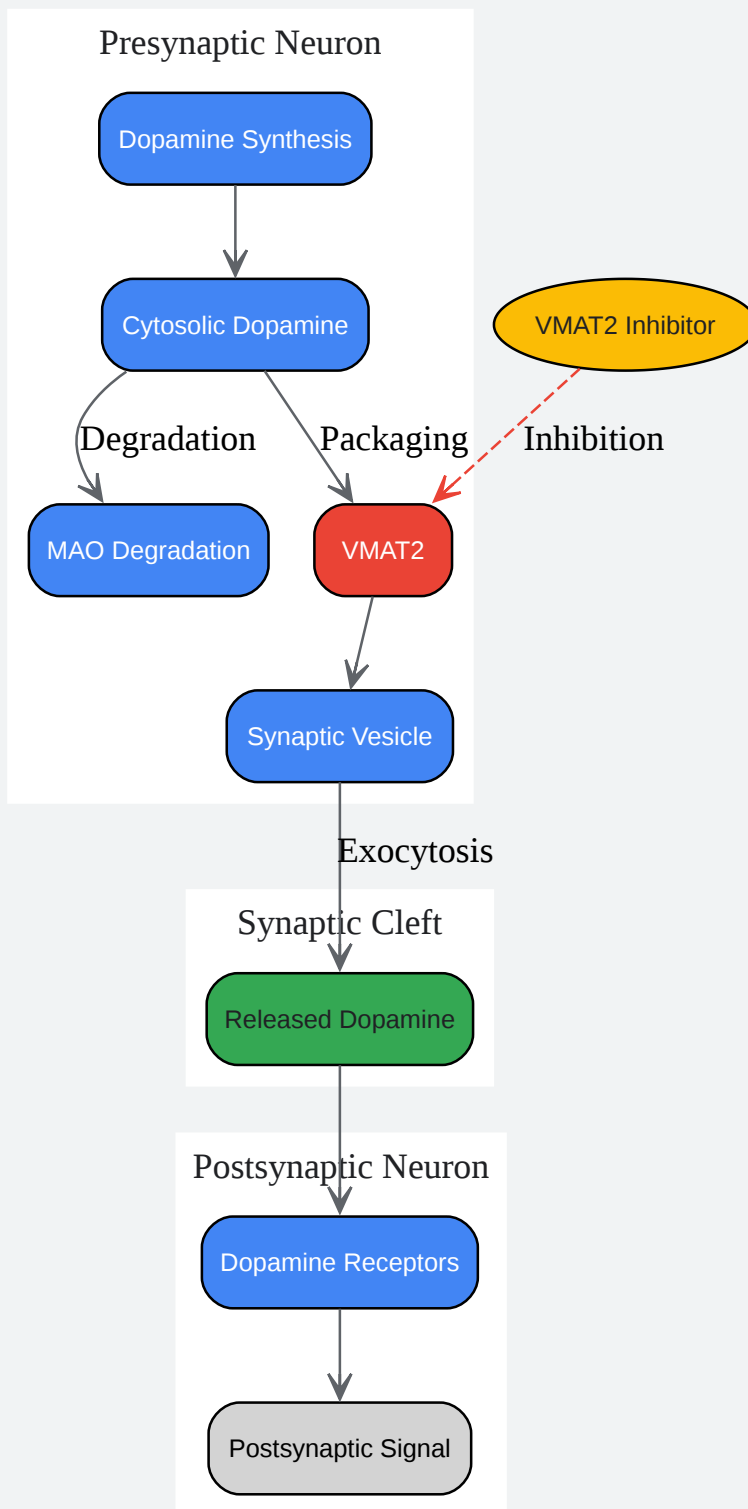 Presynaptic Neuron
Dopamine Synthesis
Cytosolic Dopamine
VMAT2 Inhibitor
Degradation
Packaging
Inhibition
MAO Degradation
VMAT2
Synaptic Vesicle
Exocytosis
Synaptic Cleft
Released Dopamine
Postsynaptic Neuron
Dopamine Receptors
Postsynaptic Signal